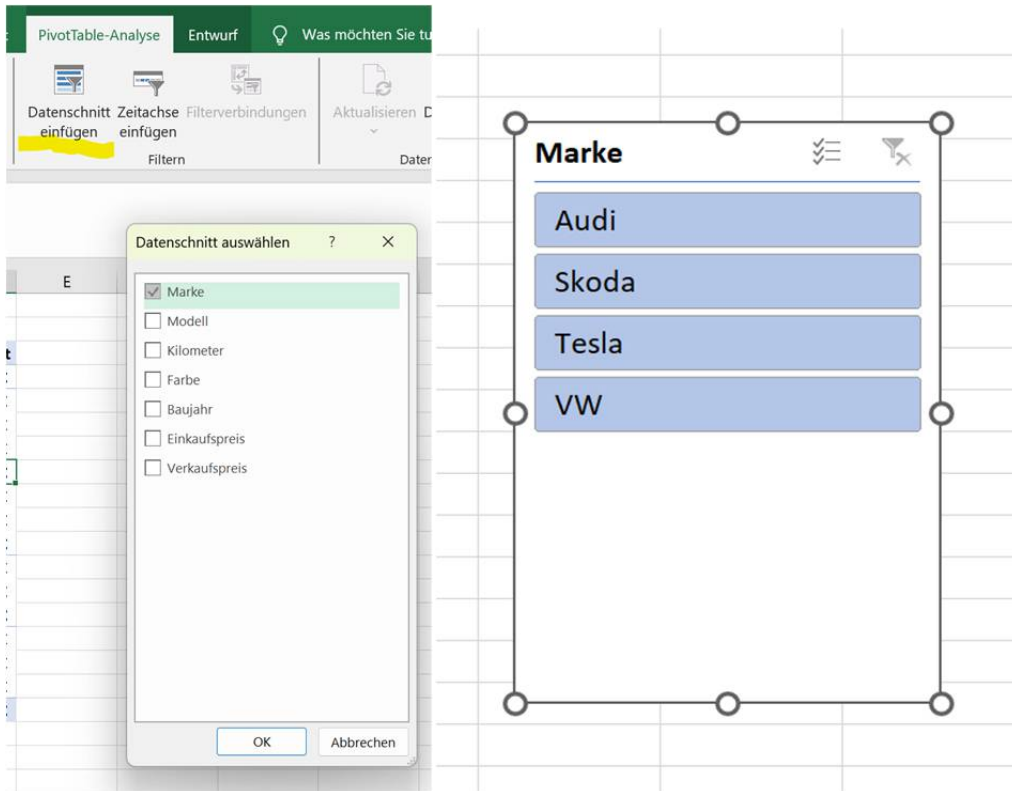 PivotTable-Analyse Entwurf Was möchten Sie tu
Datenschnitt einfügen
Zeitachse einfügen
Filterverbindungen
Aktualisieren D
Filtern
Daten
E
Datenschnitt auswählen ? ×
Marke
Modell
Kilometer
Farbe
Baujahr
Einkaufspreis
Verkaufspreis
OK Abbrechen
Marke
Audi
Skoda
Tesla
VW